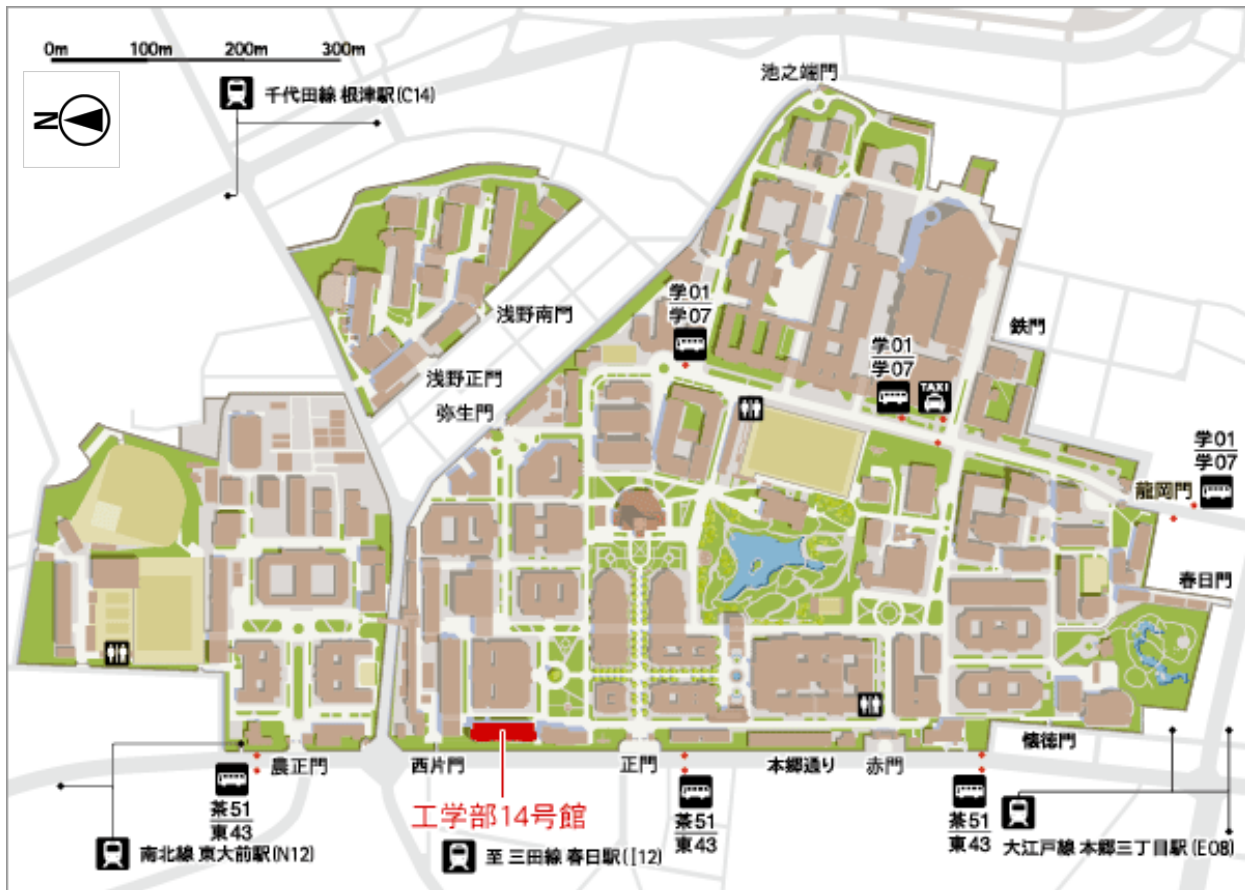 0m 100m 200m 300m
N
千代田線 根津駅(C14)
池之端門
浅野南門
浅野正門
弥生門
学01
学07
学01
学07
TAXI
鉄門
学01
学07
龍岡門
春日門
懐徳門
農正門
西片門
正門
本郷通り
赤門
茶51
東43
工学部14号館
茶51
東43
茶51
東43
南北線 東大前駅(N12)
至 三田線 春日駅(I12)
大江戸線 本郷三丁目駅(E08)